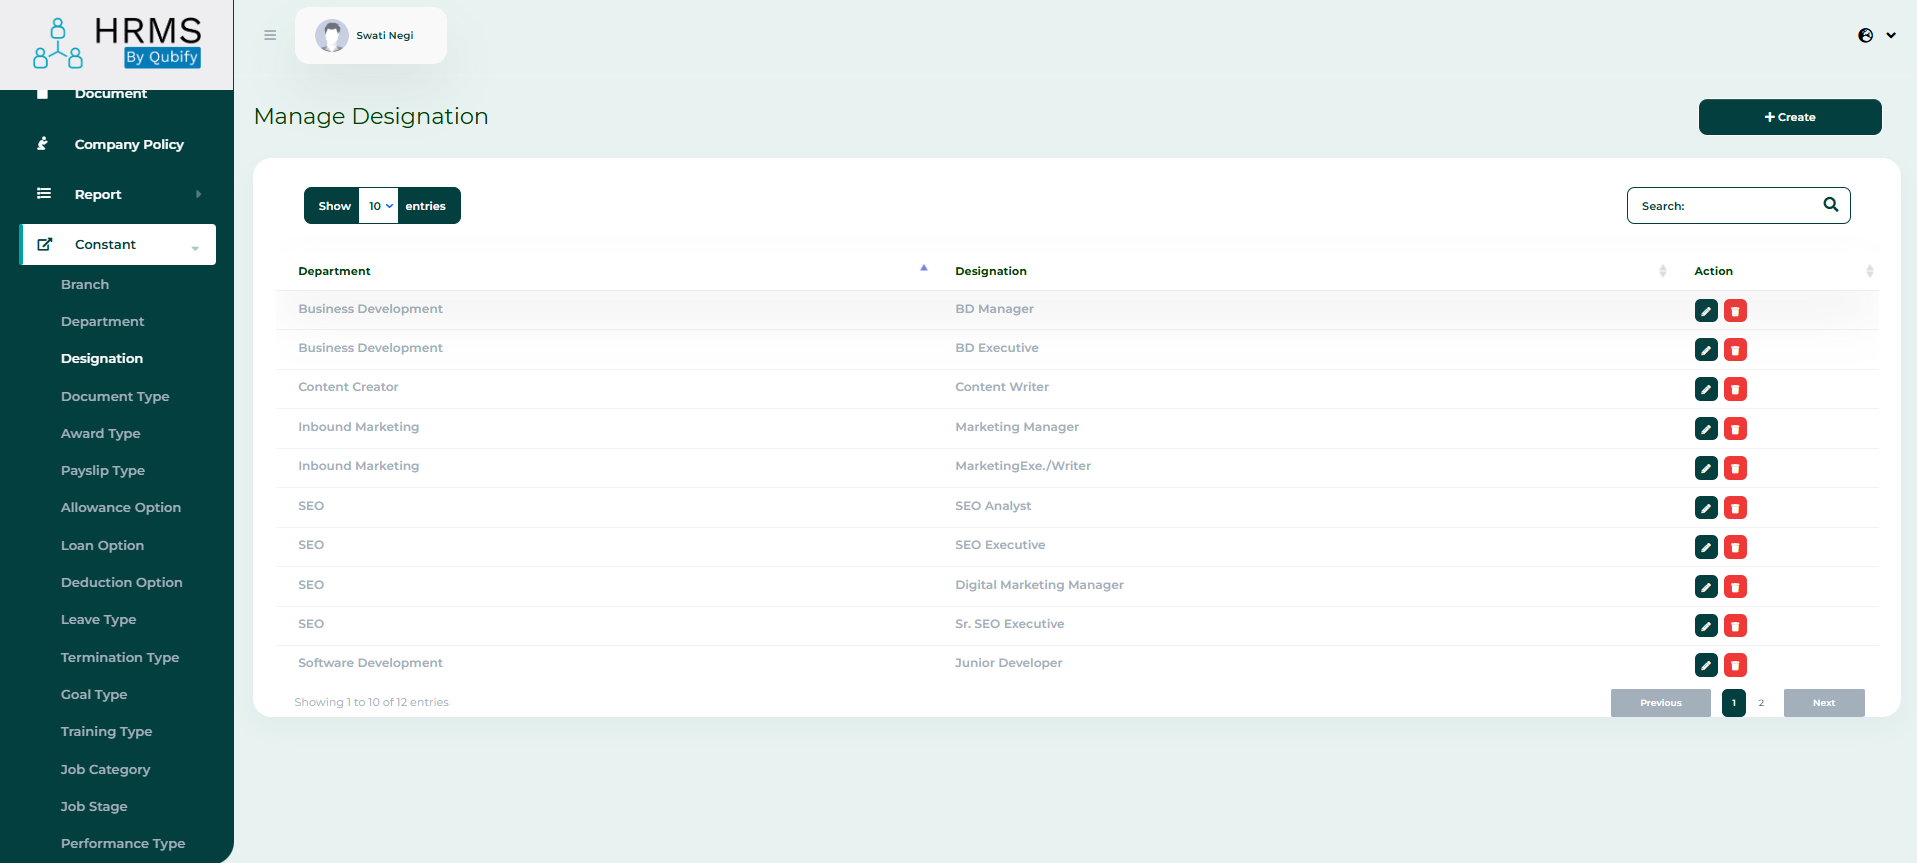 HRMS
By Qubify
Swati Negi
Document
Company Policy
Report
Constant
Branch
Department
Designation
Document Type
Award Type
Payslip Type
Allowance Option
Loan Option
Deduction Option
Leave Type
Termination Type
Goal Type
Training Type
Job Category
Job Stage
Performance Type
Manage Designation
+ Create
Show 10 entries
Search:
Department Designation Action
Business Development BD Manager
Business Development BD Executive
Content Creator Content Writer
Inbound Marketing Marketing Manager
Inbound Marketing MarketingExe./Writer
SEO SEO Analyst
SEO SEO Executive
SEO Digital Marketing Manager
SEO Sr. SEO Executive
Software Development Junior Developer
Showing 1 to 10 of 12 entries
Previous 1 2 Next